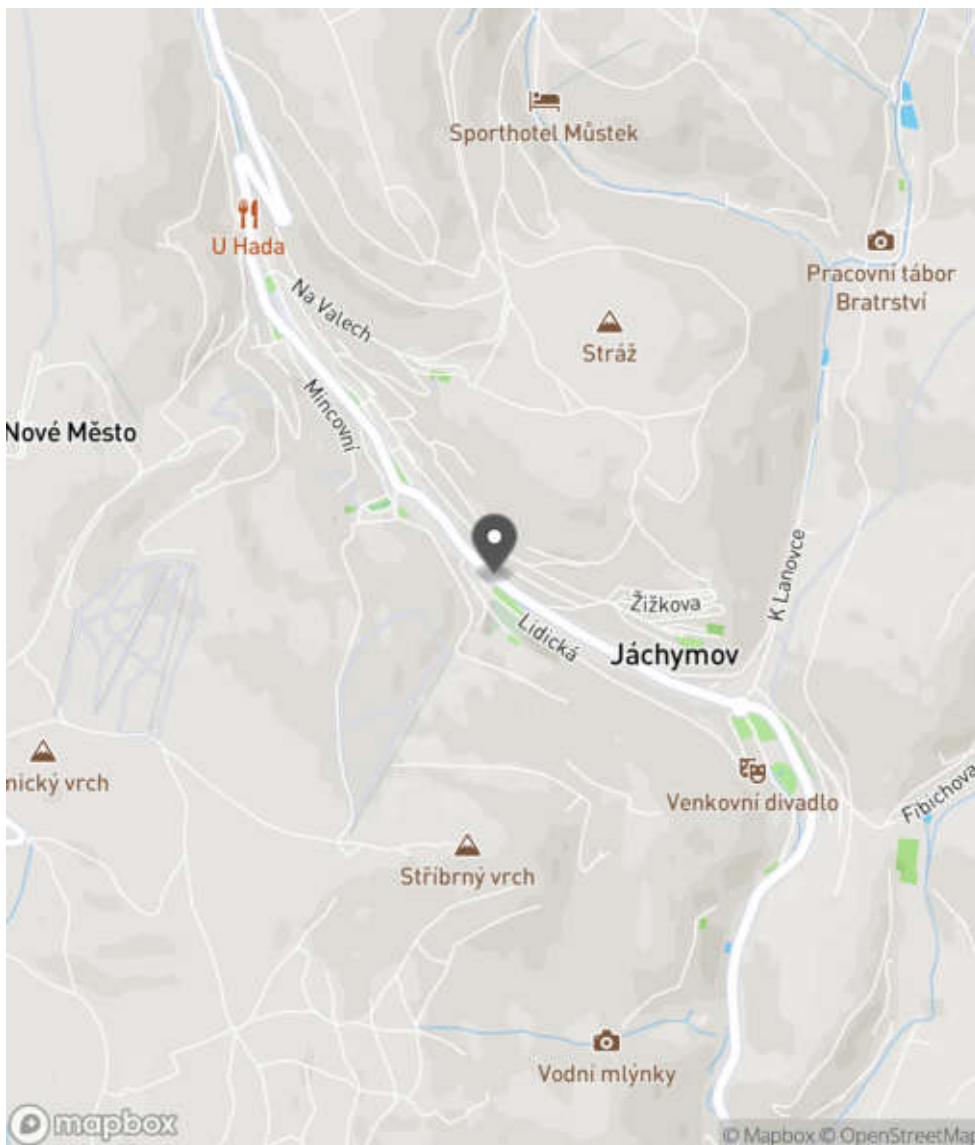 Sporthotel Můstek
U Hada
Pracovní tábor
Bratrství
Na Valech
Stráž
Mincovní
Nové Město
K Lanovce
Žižkova
Lidická
Jáchymov
nický vrch
Venkovní divadlo
Fibichova
Stříbrný vrch
Vodní mlýnky
mapbox
© Mapbox © OpenStreetMap